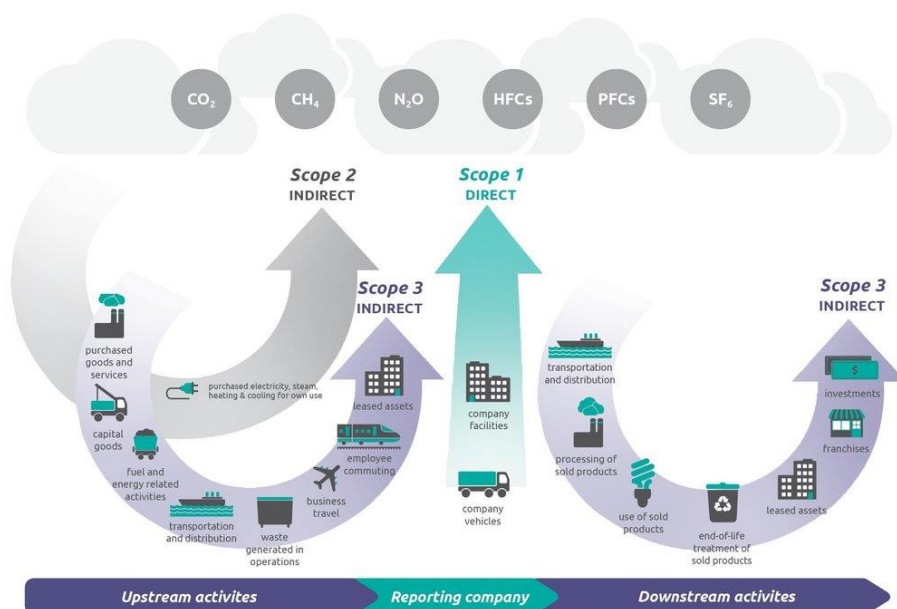 CO₂
CH₄
N₂O
HFCs
PFCs
SF₆
Scope 2
INDIRECT
Scope 1
DIRECT
Scope 3
INDIRECT
Scope 3
INDIRECT
purchased
goods and
services
capital
goods
fuel and
energy related
activities
transportation
and distribution
waste
generated in
operations
business
travel
employee
commuting
leased assets
purchased electricity, steam,
heating & cooling for own use
company
facilities
company
vehicles
transportation
and distribution
processing of
sold products
use of sold
products
end-of-life
treatment of
sold products
leased assets
franchises
$
investments
Upstream activites
Reporting company
Downstream activites